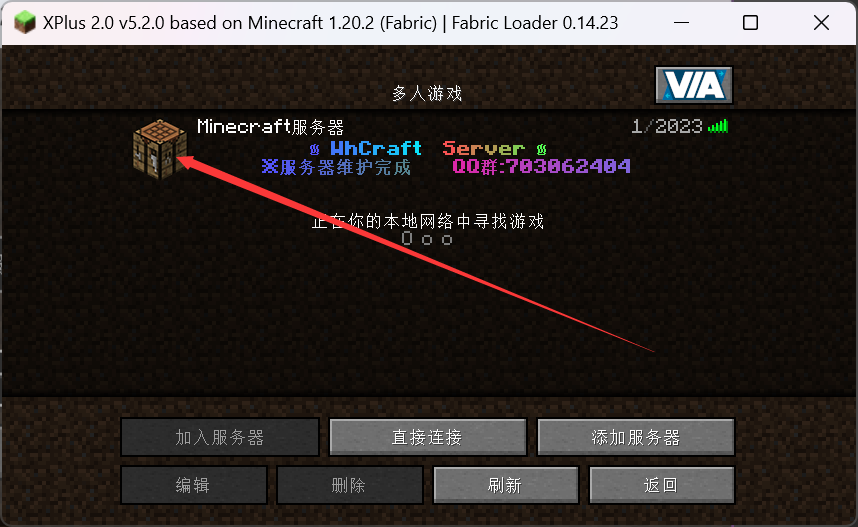 XPlus 2.0 v5.2.0 based on Minecraft 1.20.2 (Fabric) | Fabric Loader 0.14.23
多人游戏
VIA
Minecraft服务器
1/2023
WhCraft Server
※服务器维护完成 QQ群:703062404
正在你的本地网络中寻找游戏
O o o
加入服务器
直接连接
添加服务器
编辑
删除
刷新
返回